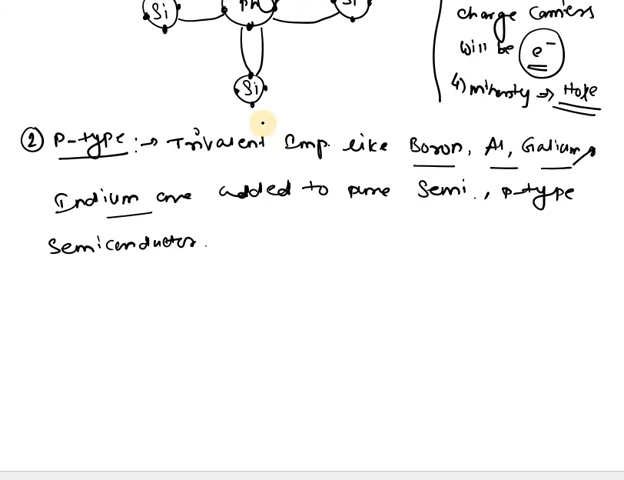 Si Ph Si
charge carriers
will be e⁻
Si
4) minority ⇒ Hole
② P-type :→ Trivalent Imp. like Boron, Al, Galium,
Indium are added to pure Semi., p-type
Semiconductor.